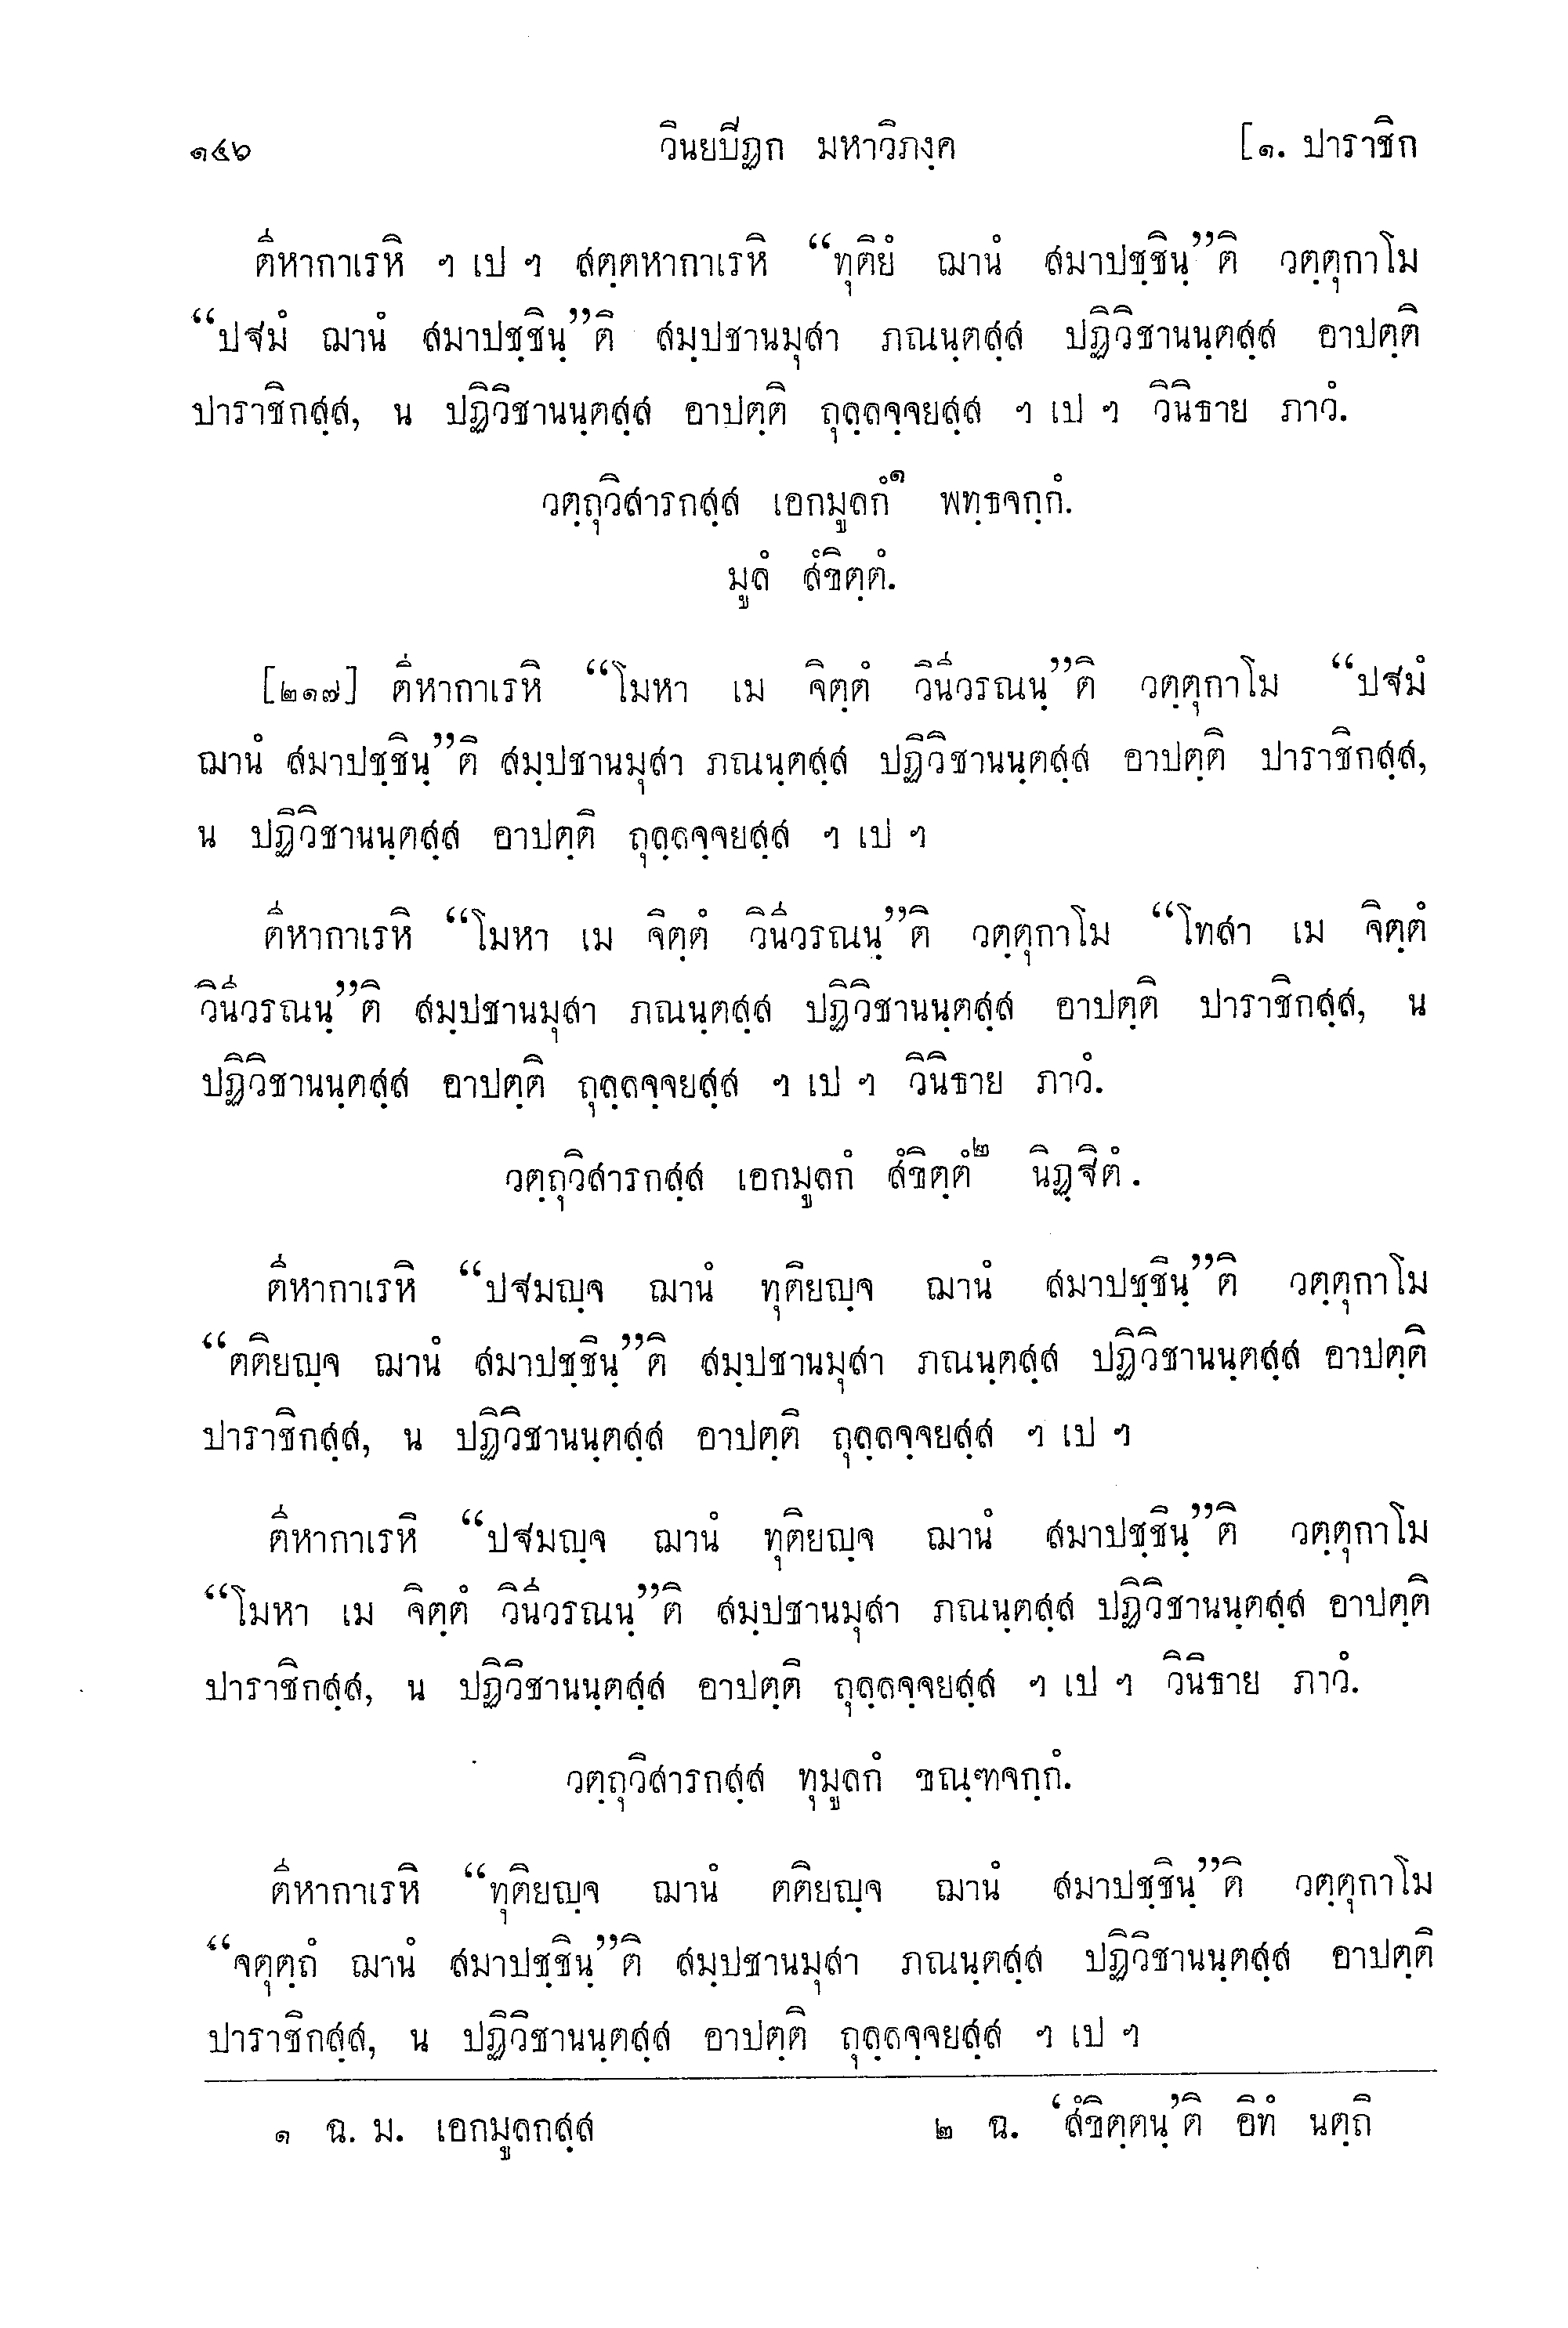 ๑๔๖ วินยปิฏก มหาวิภงฺค [๑. ปาราชิก
ตีหากาเรหิ ฯ เป ฯ สตฺตหากาเรหิ “ทุติยํ ฌานํ สมาปชฺชินฺ”ติ วตฺตุกาโม
“ปฐมํ ฌานํ สมาปชฺชินฺ”ติ สมฺปชานมุสา ภณนฺตสฺส ปฏิวิชานนฺตสฺส อาปตฺติ
ปาราชิกสฺส, น ปฏิวิชานนฺตสฺส อาปตฺติ ถุลฺลจฺจยสฺส ฯ เป ฯ วินิธาย ภาวํ.
วตฺถุวิสารกสฺส เอกมูลกํ๑ พทฺธจกฺกํ.
มูลํ สํขิตฺตํ.
[๒๑๗] ตีหากาเรหิ “โมหา เม จิตฺตํ วินีวรณนฺ”ติ วตฺตุกาโม “ปฐมํ
ฌานํ สมาปชฺชินฺ”ติ สมฺปชานมุสา ภณนฺตสฺส ปฏิวิชานนฺตสฺส อาปตฺติ ปาราชิกสฺส,
น ปฏิวิชานนฺตสฺส อาปตฺติ ถุลฺลจฺจยสฺส ฯ เป ฯ
ตีหากาเรหิ “โมหา เม จิตฺตํ วินีวรณนฺ”ติ วตฺตุกาโม “โทสา เม จิตฺตํ
วินีวรณนฺ”ติ สมฺปชานมุสา ภณนฺตสฺส ปฏิวิชานนฺตสฺส อาปตฺติ ปาราชิกสฺส, น
ปฏิวิชานนฺตสฺส อาปตฺติ ถุลฺลจฺจยสฺส ฯ เป ฯ วินิธาย ภาวํ.
วตฺถุวิสารกสฺส เอกมูลกํ สํขิตฺตํ๒ นิฏฺฐิตํ.
ตีหากาเรหิ “ปฐมญฺจ ฌานํ ทุติยญฺจ ฌานํ สมาปชฺชินฺ”ติ วตฺตุกาโม
“ตติยญฺจ ฌานํ สมาปชฺชินฺ”ติ สมฺปชานมุสา ภณนฺตสฺส ปฏิวิชานนฺตสฺส อาปตฺติ
ปาราชิกสฺส, น ปฏิวิชานนฺตสฺส อาปตฺติ ถุลฺลจฺจยสฺส ฯ เป ฯ
ตีหากาเรหิ “ปฐมญฺจ ฌานํ ทุติยญฺจ ฌานํ สมาปชฺชินฺ”ติ วตฺตุกาโม
“โมหา เม จิตฺตํ วินีวรณนฺ”ติ สมฺปชานมุสา ภณนฺตสฺส ปฏิวิชานนฺตสฺส อาปตฺติ
ปาราชิกสฺส, น ปฏิวิชานนฺตสฺส อาปตฺติ ถุลฺลจฺจยสฺส ฯ เป ฯ วินิธาย ภาวํ.
วตฺถุวิสารกสฺส ทุมูลกํ ขณฺฑจกฺกํ.
ตีหากาเรหิ “ทุติยญฺจ ฌานํ ตติยญฺจ ฌานํ สมาปชฺชินฺ”ติ วตฺตุกาโม
“จตุตฺถํ ฌานํ สมาปชฺชินฺ”ติ สมฺปชานมุสา ภณนฺตสฺส ปฏิวิชานนฺตสฺส อาปตฺติ
ปาราชิกสฺส, น ปฏิวิชานนฺตสฺส อาปตฺติ ถุลฺลจฺจยสฺส ฯ เป ฯ
๑ ฉ. ม. เอกมูลกสฺส ๒ ฉ. ‘สํขิตฺตนฺ’ติ อิทํ นตฺถิ